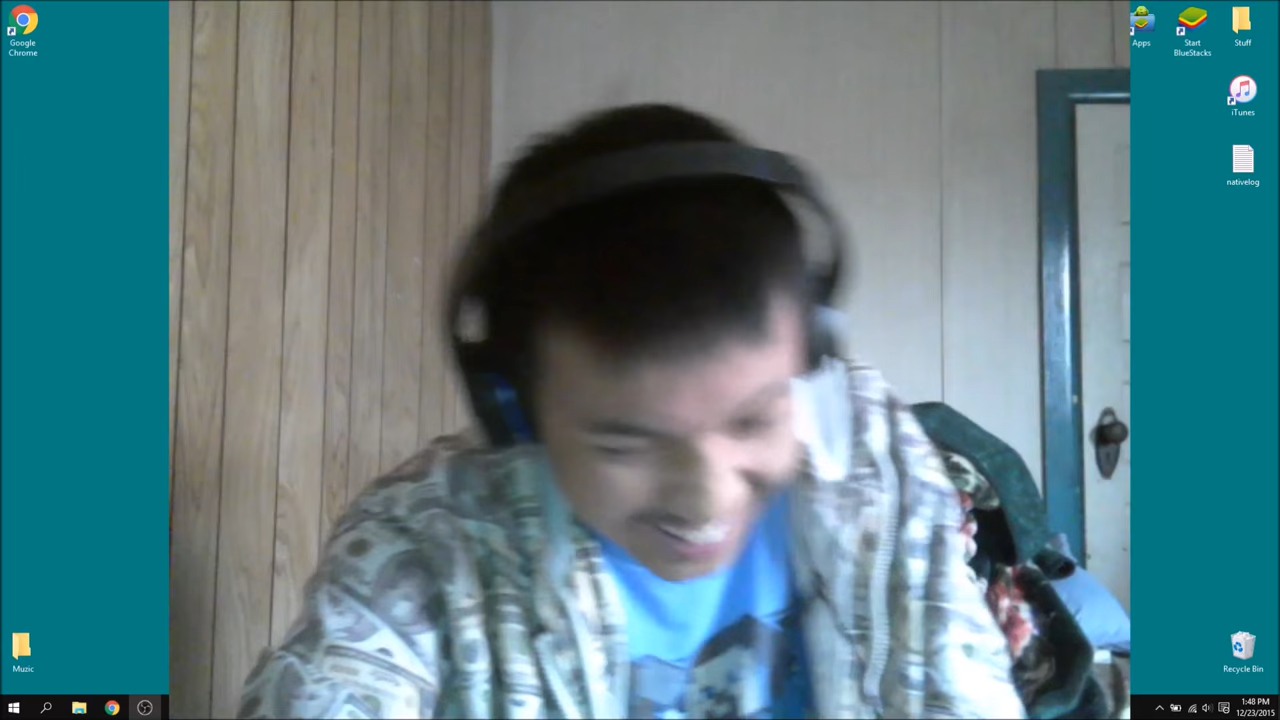 Google
Chrome
Apps
Start
BlueStacks
Stuff
iTunes
nativelog
Muzic
Recycle Bin
1:48 PM
12/23/2015